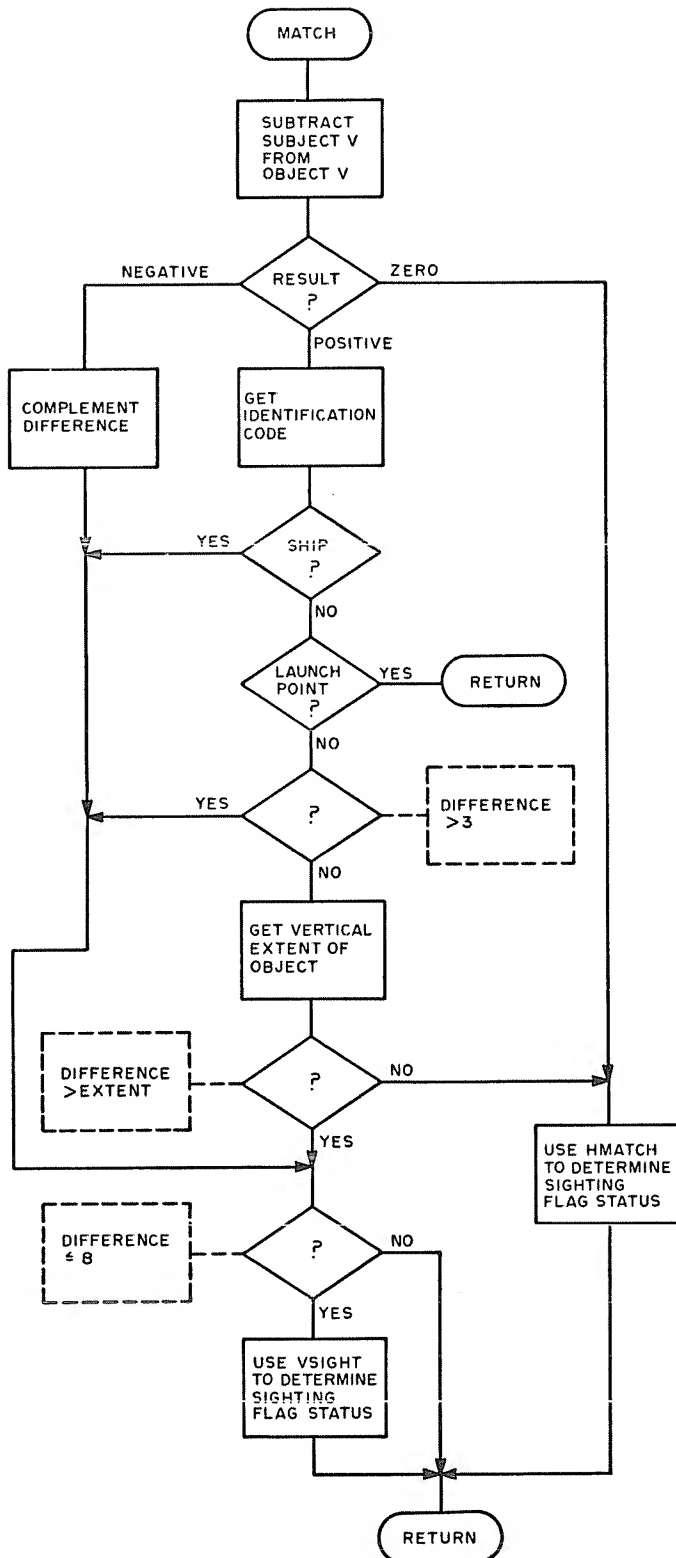 MATCH
SUBTRACT
SUBJECT V
FROM
OBJECT V
NEGATIVE
RESULT
?
ZERO
POSITIVE
COMPLEMENT
DIFFERENCE
GET
IDENTIFICATION
CODE
YES
SHIP
?
NO
LAUNCH
POINT
?
YES
RETURN
NO
YES
?
DIFFERENCE
>3
NO
GET VERTICAL
EXTENT OF
OBJECT
DIFFERENCE
>EXTENT
?
NO
YES
USE HMATCH
TO DETERMINE
SIGHTING
FLAG STATUS
DIFFERENCE
≤ 8
?
NO
YES
USE VSIGHT
TO DETERMINE
SIGHTING
FLAG STATUS
RETURN